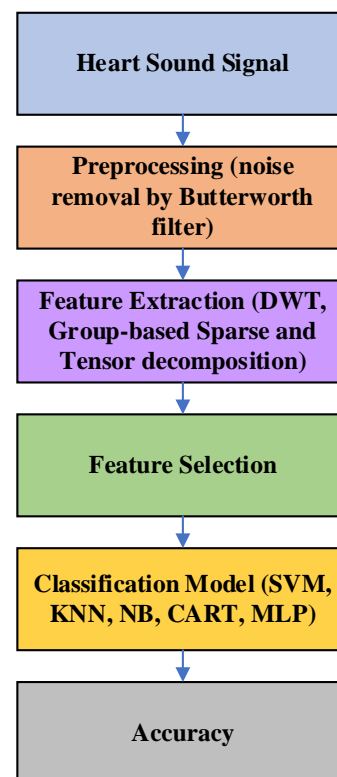 Heart Sound Signal
Preprocessing (noise
removal by Butterworth
filter)
Feature Extraction (DWT,
Group-based Sparse and
Tensor decomposition)
Feature Selection
Classification Model (SVM,
KNN, NB, CART, MLP)
Accuracy